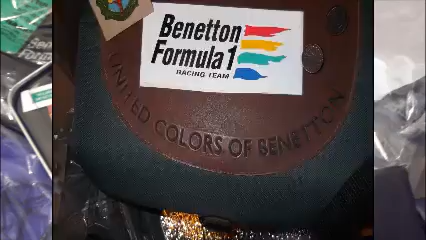 Benetton
Formula 1
RACING TEAM
UNITED COLORS OF BENETTON